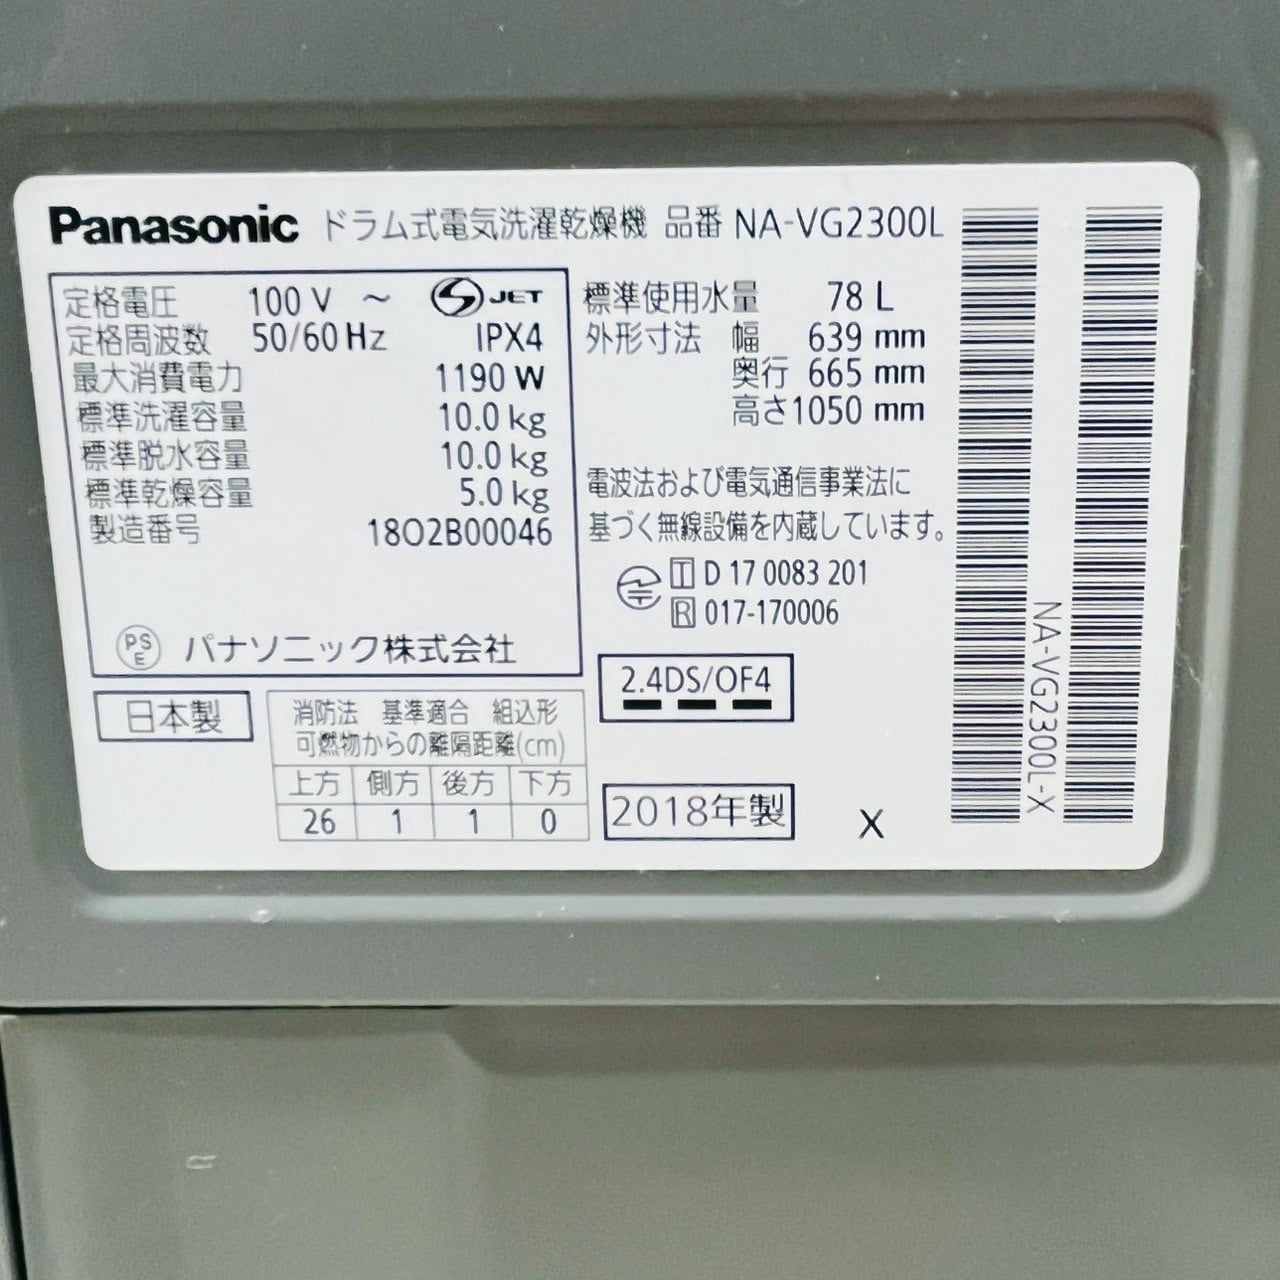 Panasonic ドラム式電気洗濯乾燥機 品番 NA-VG2300L
定格電圧 100 V ～ JET
定格周波数 50/60 Hz IPX4
最大消費電力 1190 W
標準洗濯容量 10.0 kg
標準脱水容量 10.0 kg
標準乾燥容量 5.0 kg
製造番号 18O2B00046
PS
E パナソニック株式会社
日本製
消防法 基準適合 組込形
可燃物からの離隔距離(cm)
上方 側方 後方 下方
26 1 1 0
標準使用水量 78 L
外形寸法 幅 639 mm
奥行 665 mm
高さ 1050 mm
電波法および電気通信事業法に
基づく無線設備を内蔵しています。
T D 17 0083 201
R 017-170006
2.4DS/OF4
2018年製
X
NA-VG2300L-X